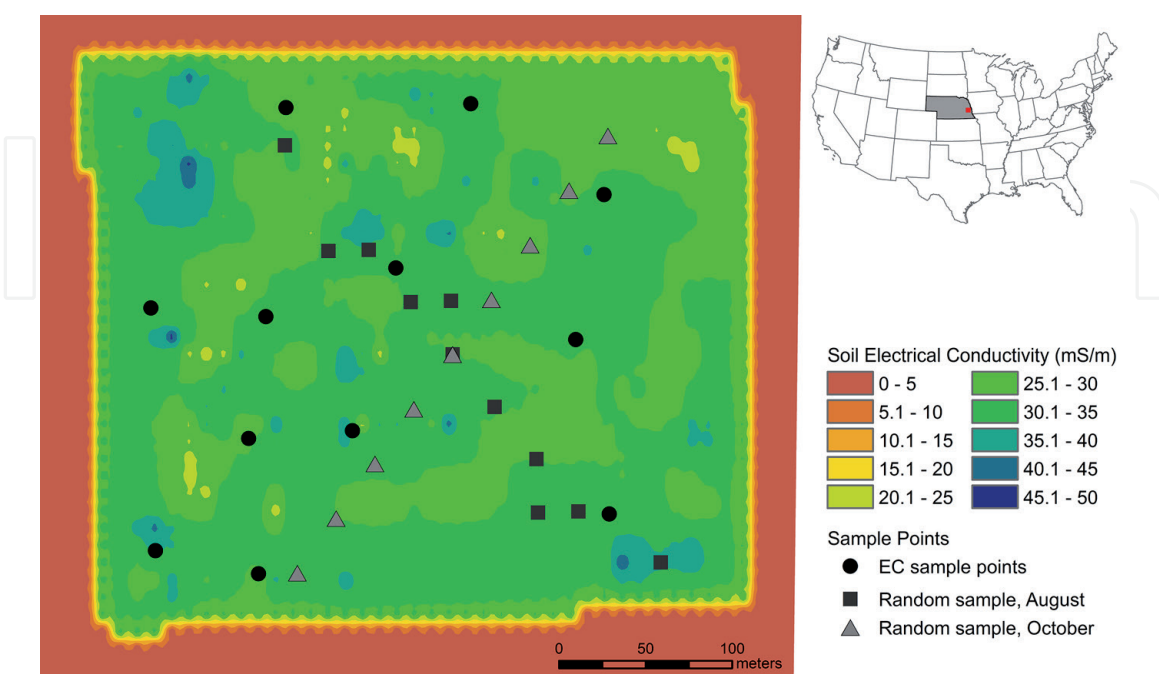 Soil Electrical Conductivity (mS/m)
0 - 5
25.1 - 30
5.1 - 10
30.1 - 35
10.1 - 15
35.1 - 40
15.1 - 20
40.1 - 45
20.1 - 25
45.1 - 50
Sample Points
EC sample points
Random sample, August
Random sample, October
0 50 100
meters